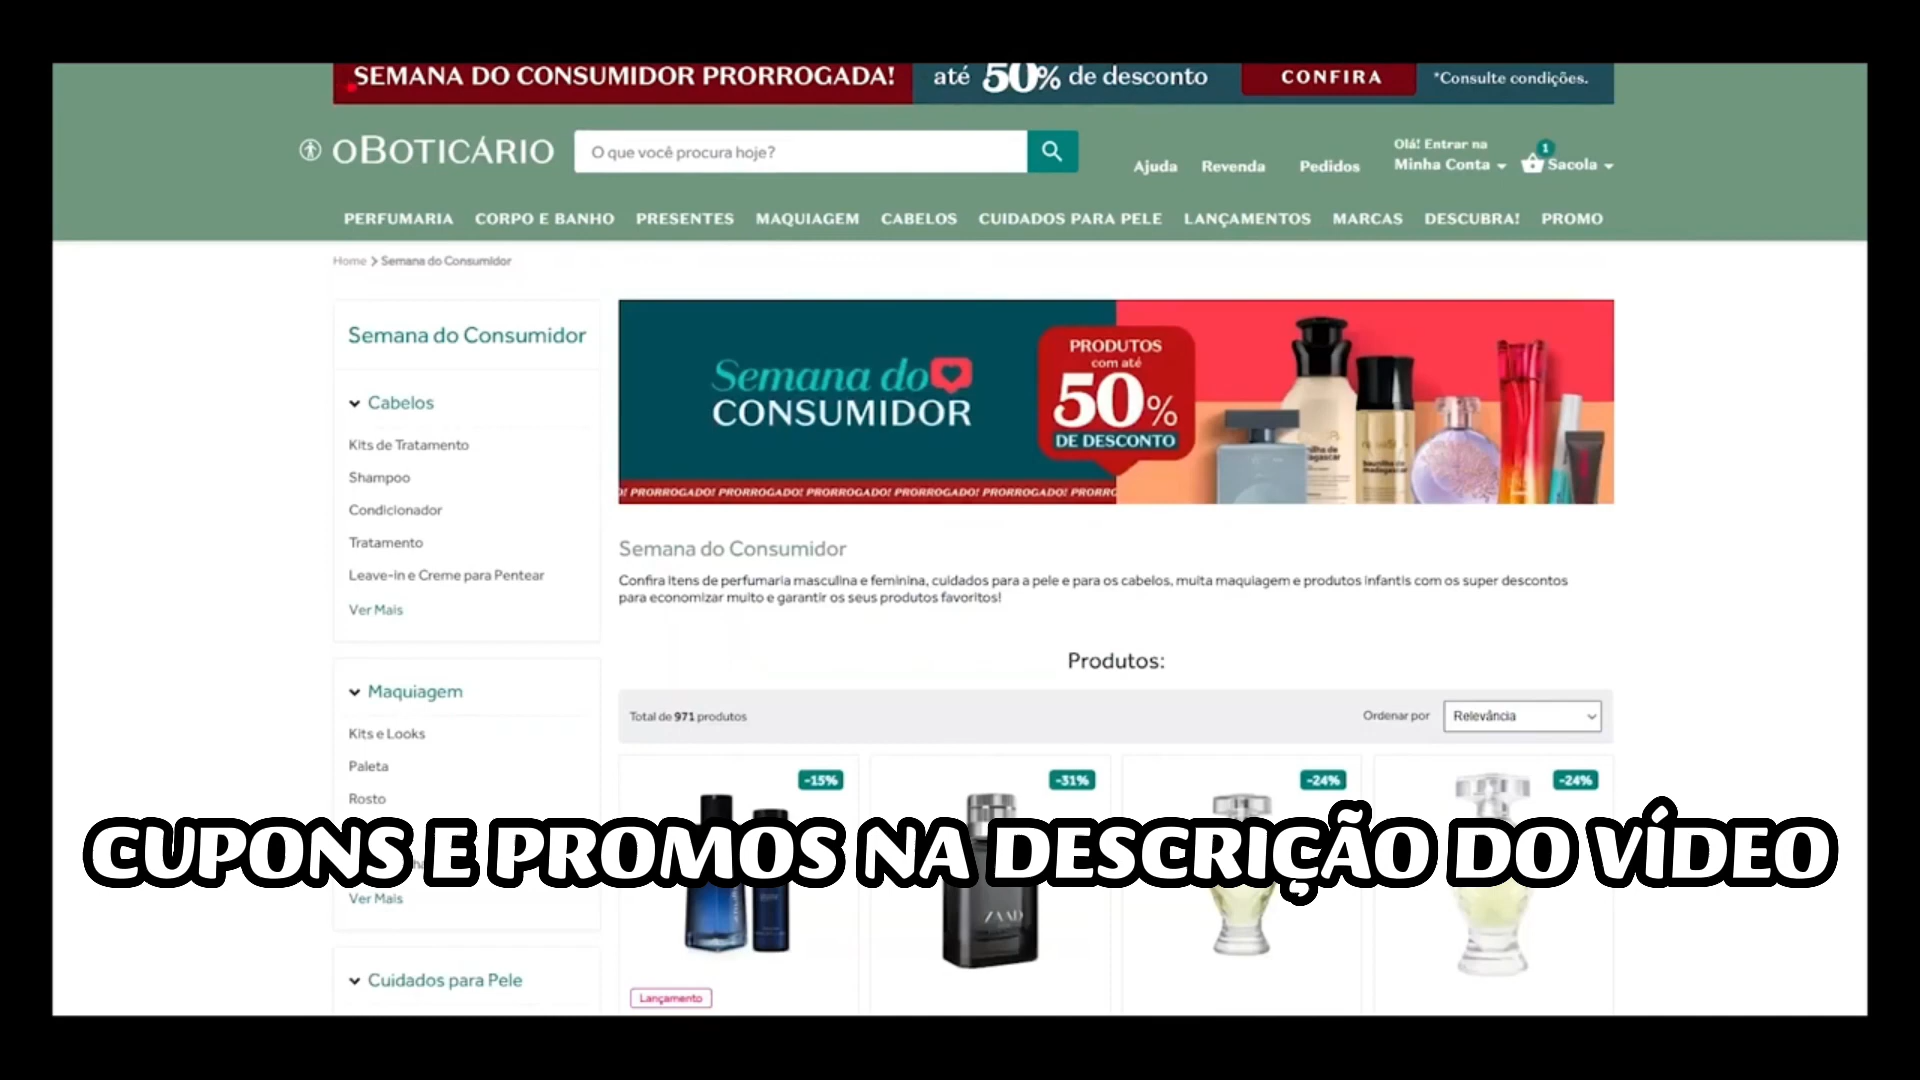 SEMANA DO CONSUMIDOR PRORROGADA! até 50% de desconto CONFIRA *Consulte condições.
oBOTICÁRIO O que você procura hoje? Ajuda Revenda Pedidos
Olá! Entrar na
Minha Conta 1 Sacola
PERFUMARIA CORPO E BANHO PRESENTES MAQUIAGEM CABELOS CUIDADOS PARA PELE LANÇAMENTOS MARCAS DESCUBRA! PROMO
Home > Semana do Consumidor
Semana do Consumidor
Cabelos
Kits de Tratamento
Shampoo
Condicionador
Tratamento
Leave-in e Creme para Pentear
Ver Mais
Maquiagem
Kits e Looks
Paleta
Rosto
Ver Mais
Cuidados para Pele
Semana do
CONSUMIDOR
PRODUTOS
com até
50%
DE DESCONTO
PRORROGADO! PRORROGADO! PRORROGADO! PRORROGADO!
Semana do Consumidor
Confira itens de perfumaria masculina e feminina, cuidados para a pele e para os cabelos, muita maquiagem e produtos infantis com os super descontos
para economizar muito e garantir os seus produtos favoritos!
Produtos:
Total de 971 produtos Ordenar por Relevância
-15% -31% -24% -24%
CUPONS E PROMOS NA DESCRIÇÃO DO VÍDEO
ZAAD
Lançamento